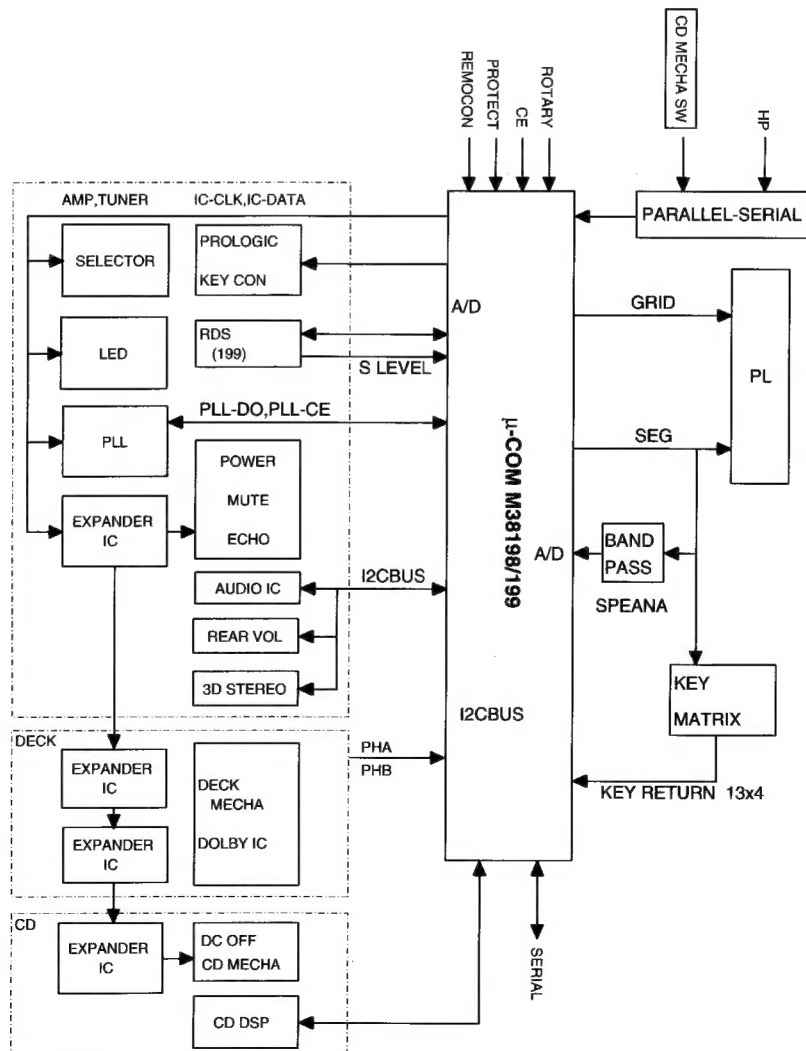 REMOCON
PROTECT
CE
ROTARY
CD MECHA SW
HP
AMP,TUNER
IC-CLK,IC-DATA
PARALLEL-SERIAL
SELECTOR
PROLOGIC
KEY CON
A/D
GRID
LED
RDS
(199)
S LEVEL
PL
PLL
PLL-DO,PLL-CE
SEG
μ-COM M38198/199
EXPANDER
IC
POWER
MUTE
ECHO
A/D
BAND
PASS
SPEANA
AUDIO IC
I2CBUS
REAR VOL
3D STEREO
KEY
MATRIX
I2CBUS
DECK
EXPANDER
IC
DECK
MECHA
DOLBY IC
PHA
PHB
KEY RETURN 13x4
EXPANDER
IC
CD
EXPANDER
IC
DC OFF
CD MECHA
CD DSP
SERIAL